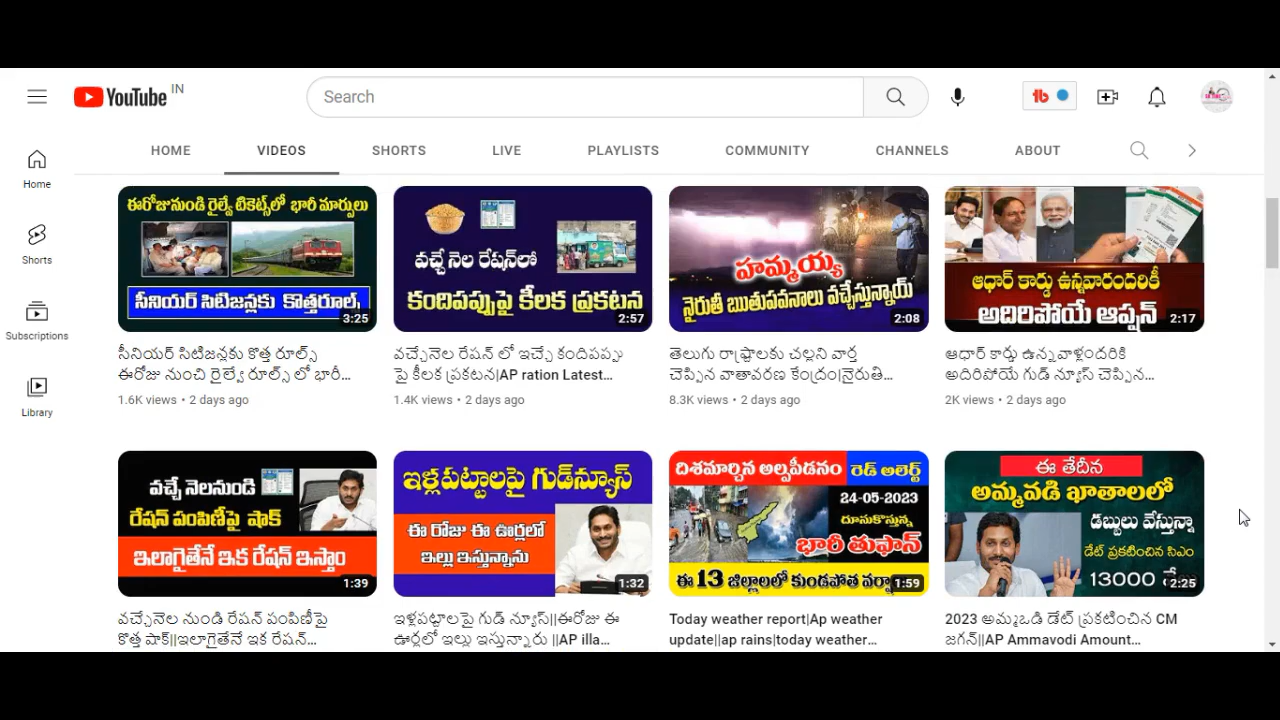 YouTube IN
Search
HOME VIDEOS SHORTS LIVE PLAYLISTS COMMUNITY CHANNELS ABOUT
Home
Shorts
Subscriptions
Library
ఈరోజునుండి రైల్వే టికెట్స్‌లో భారీ మార్పులు
సీనియర్ సిటిజన్లకు కొత్తరూల్స్
3:25
సీనియర్ సిటిజన్లకు కొత్త రూల్స్
ఈరోజు నుంచి రైల్వే రూల్స్ లో భారీ...
1.6K views • 2 days ago
వచ్చే నెల రేషన్‌లో
కందిపప్పుపై కీలక ప్రకటన
2:57
వచ్చేనెల రేషన్ లో ఇచ్చే కందిపప్పు
పై కీలక ప్రకటన|AP ration Latest...
1.4K views • 2 days ago
హమ్మయ్య
నైరుతీ ఋతుపవనాలు వచ్చేస్తున్నాయ్
2:08
తెలుగు రాష్ట్రాలకు చల్లని వార్త
చెప్పిన వాతావరణ కేంద్రం|నైరుతి...
8.3K views • 2 days ago
ఆధార్ కార్డు ఉన్నవారందరికీ
అదిరిపోయే ఆప్షన్
2:17
ఆధార్ కార్డు ఉన్నవాళ్లందరికి
అదిరిపోయే గుడ్ న్యూస్ చెప్పిన...
2K views • 2 days ago
వచ్చే నెలనుండి
రేషన్ పంపిణీపై షాక్
ఇలాగైతేనే ఇక రేషన్ ఇస్తాం
1:39
వచ్చేనెల నుండి రేషన్ పంపిణీపై
కొత్త షాక్||ఇలాగైతేనే ఇక రేషన్...
ఇళ్లపట్టాలపై గుడ్‌న్యూస్
ఈ రోజు ఈ ఊర్లలో
ఇల్లు ఇస్తున్నాను
1:32
ఇళ్లపట్టాలపై గుడ్ న్యూస్||ఈరోజు ఈ
ఊర్లలో ఇల్లు ఇస్తున్నారు ||AP illa...
దిశమార్చిన అల్పపీడనం రెడ్ అలెర్ట్
24-05-2023
దూసుకొస్తున్న
భారీ తుఫాన్
ఈ 13 జిల్లాలలో కుండపోత
1:59
Today weather report|Ap weather
update||ap rains|today weather...
ఈ తేదీన
అమ్మవడి ఖాతాలలో
డబ్బులు వేస్తున్నా
డేట్ ప్రకటించిన సిఎం
13000
2:25
2023 అమ్మఒడి డేట్ ప్రకటించిన CM
జగన్||AP Ammavodi Amount...